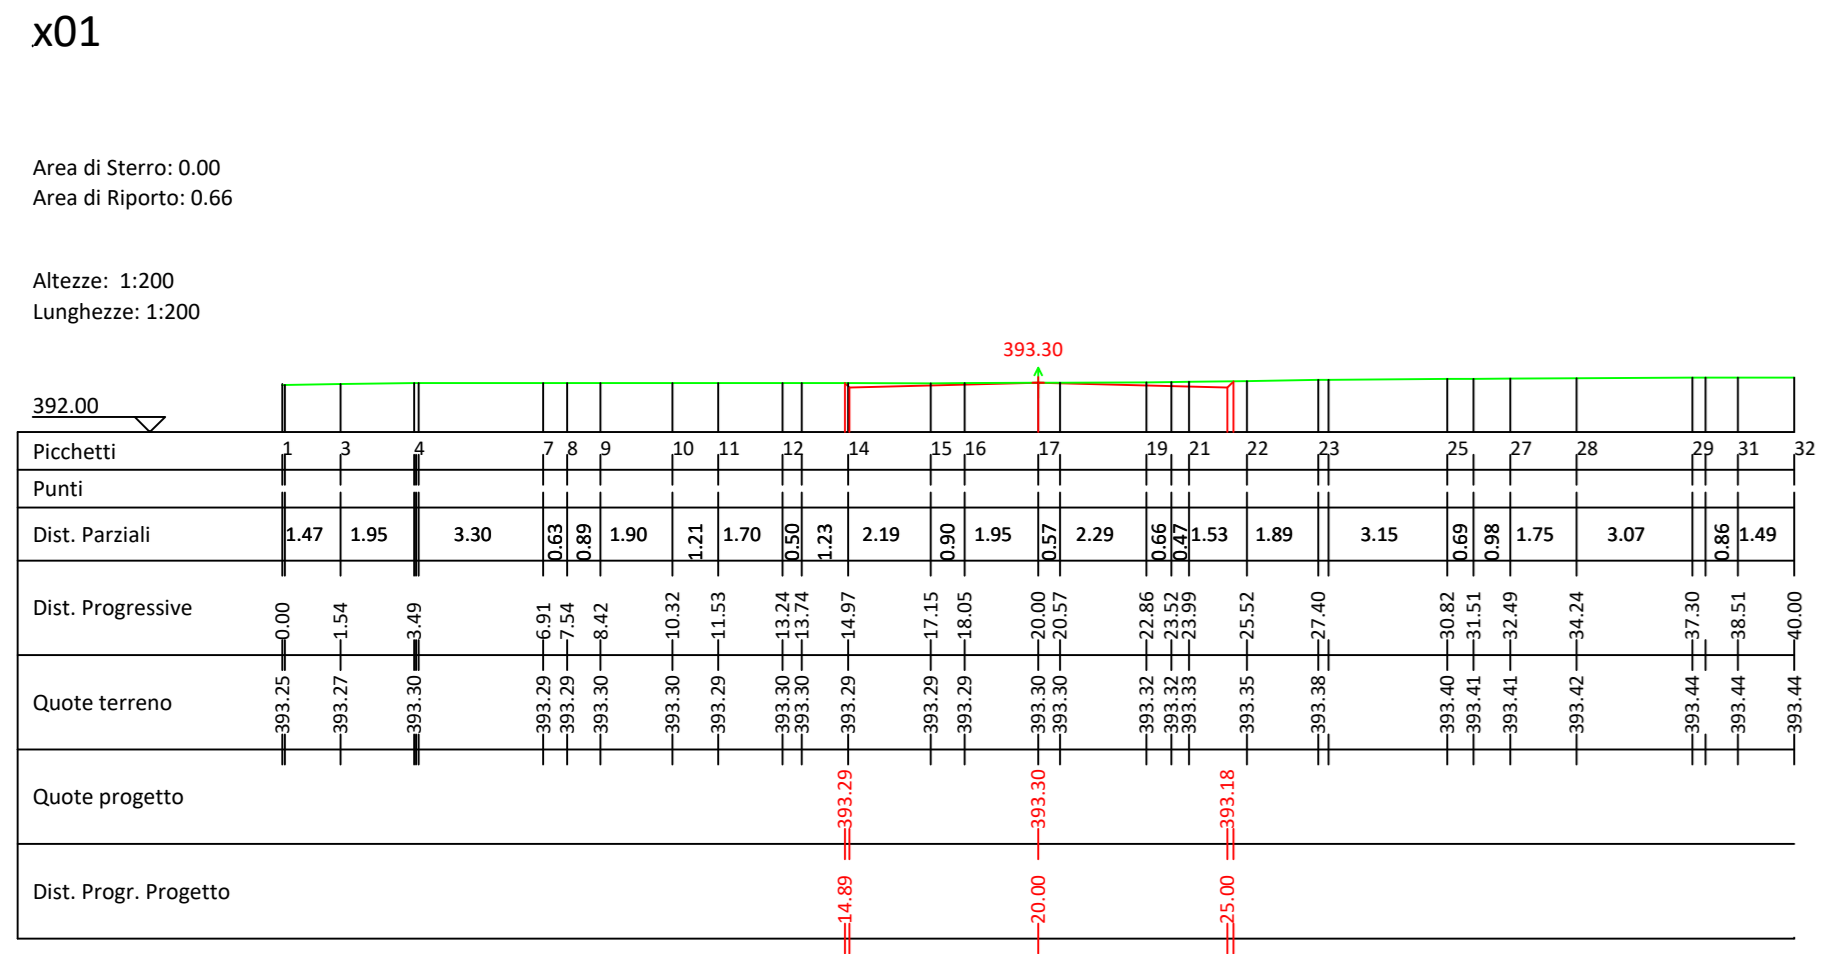 x01
Area di Sterro: 0.00
Area di Riporto: 0.66
Altezze: 1:200
Lunghezze: 1:200
393.30
392.00
Picchetti 1 3 4 7 8 9 10 11 12 14 15 16 17 19 21 22 23 25 27 28 29 31 32
Punti
Dist. Parziali 1.47 1.95 3.30 0.63 0.89 1.90 1.21 1.70 0.50 1.23 2.19 0.90 1.95 0.57 2.29 0.66 0.47 1.53 1.89 3.15 0.69 0.98 1.75 3.07 0.86 1.49
Dist. Progressive 0.00 1.54 3.49 6.91 7.54 8.42 10.32 11.53 13.24 13.74 14.97 17.15 18.05 20.00 20.57 22.86 23.52 23.99 25.52 27.40 30.82 31.51 32.49 34.24 37.30 38.51 40.00
Quote terreno 393.25 393.27 393.30 393.29 393.29 393.30 393.30 393.29 393.30 393.30 393.29 393.29 393.29 393.30 393.30 393.32 393.32 393.33 393.35 393.38 393.40 393.41 393.41 393.42 393.44 393.44 393.44
Quote progetto 393.29 393.30 393.18
Dist. Progr. Progetto 14.89 20.00 25.00